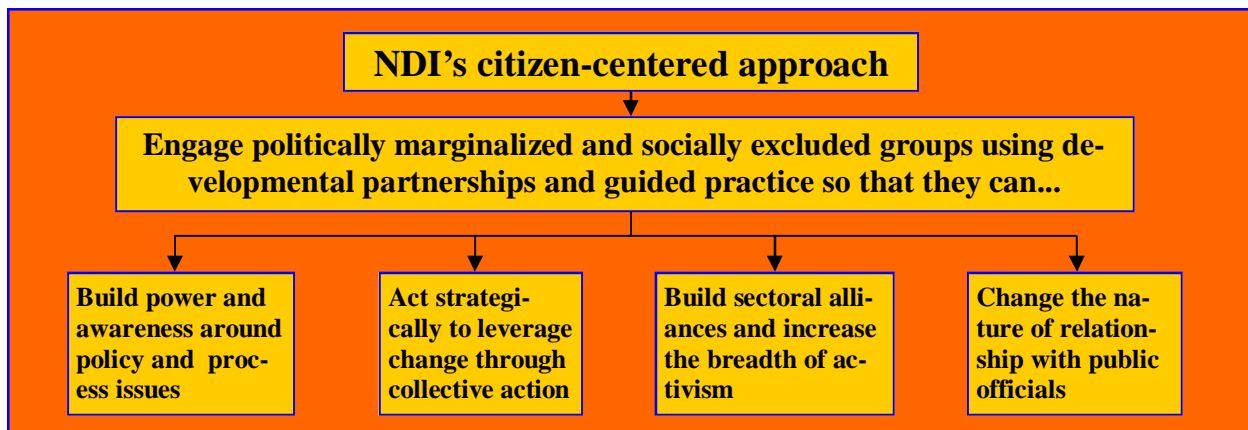 NDI’s citizen-centered approach
Engage politically marginalized and socially excluded groups using de-
velopmental partnerships and guided practice so that they can...
Build power and
awareness around
policy and  proc-
ess issues
Act strategi-
cally to leverage
change through
collective action
Build sectoral alli-
ances and increase
the breadth of ac-
tivism
Change the na-
ture of relation-
ship with public
officials